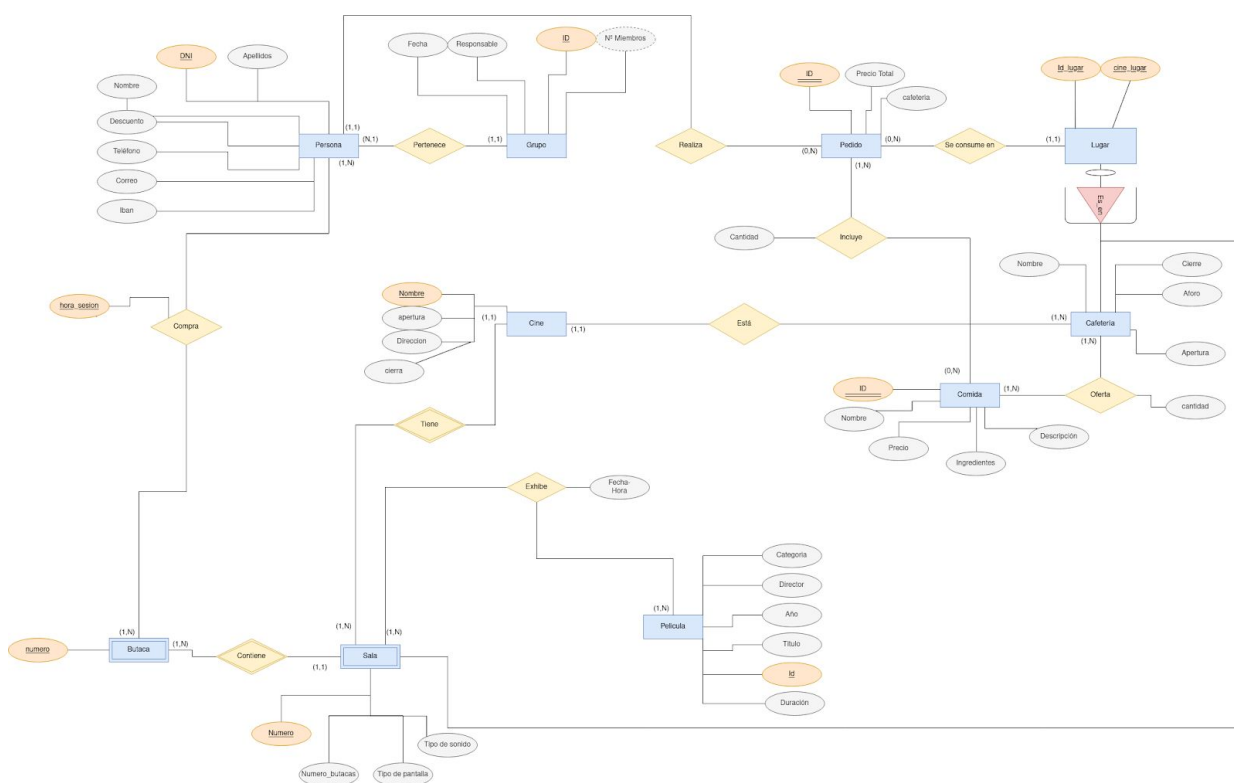 DNI
Apellidos
Nombre
Descuento
Teléfono
Correo
Iban
Persona
(1,1)
(N,1)
(1,N)
Pertenece
Fecha
Responsable
ID
Nº Miembros
(1,1)
Grupo
Realiza
ID
Precio Total
cafeteria
(0,N)
Pedido
(0,N)
(1,N)
Se consume en
Id_lugar
cine_lugar
(1,1)
Lugar
Es_en
Cantidad
Incluye
Nombre
Cierre
Aforo
Apertura
(1,N)
Cafetería
(1,N)
hora_sesion
Compra
Nombre
apertura
Direccion
cierra
(1,1)
Cine
(1,1)
Está
(0,N)
ID
Nombre
Precio
Ingredientes
Descripción
Comida
(1,N)
Oferta
cantidad
Tiene
Exhibe
Fecha-
Hora
Categoria
Director
Año
Título
Id
Duración
(1,N)
Pelicula
numero
(1,N)
Butaca
(1,N)
Contiene
(1,1)
(1,N)
(1,N)
Sala
Numero
Numero_butacas
Tipo de pantalla
Tipo de sonido